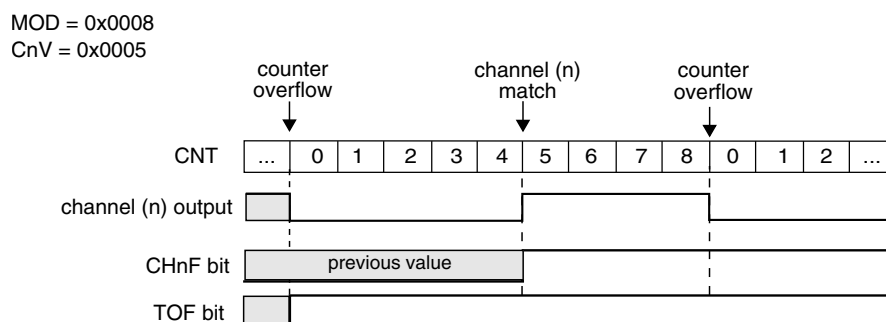 MOD = 0x0008
CnV = 0x0005
counter
overflow
channel (n)
match
counter
overflow
CNT ... 0 1 2 3 4 5 6 7 8 0 1 2 ...
channel (n) output
CHnF bit previous value
TOF bit